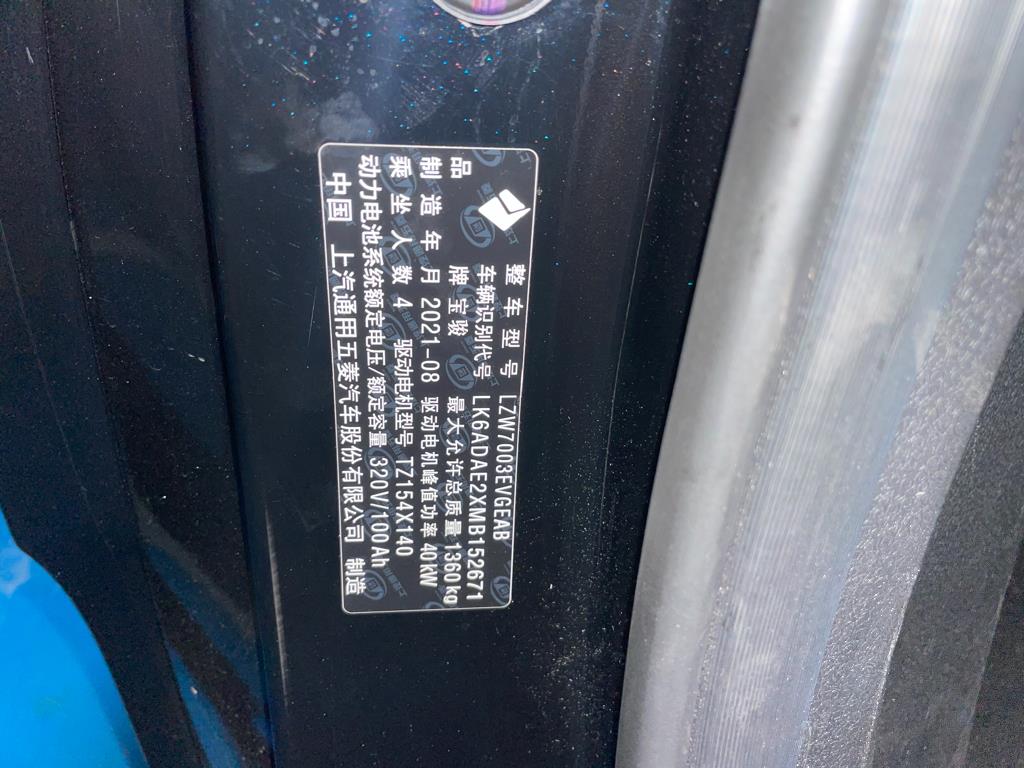 整车型号 LZW7003EVGEAB
车辆识别代号 LK6ADAE2XMB152671
品牌 宝骏 最大允许总质量 1360kg
制造年月 2021-08 驱动电机峰值功率 40kW
乘坐人数 4 驱动电机型号 TZ154X140
动力电池系统额定电压/额定容量 320V/100Ah
中国 上汽通用五菱汽车股份有限公司 制造